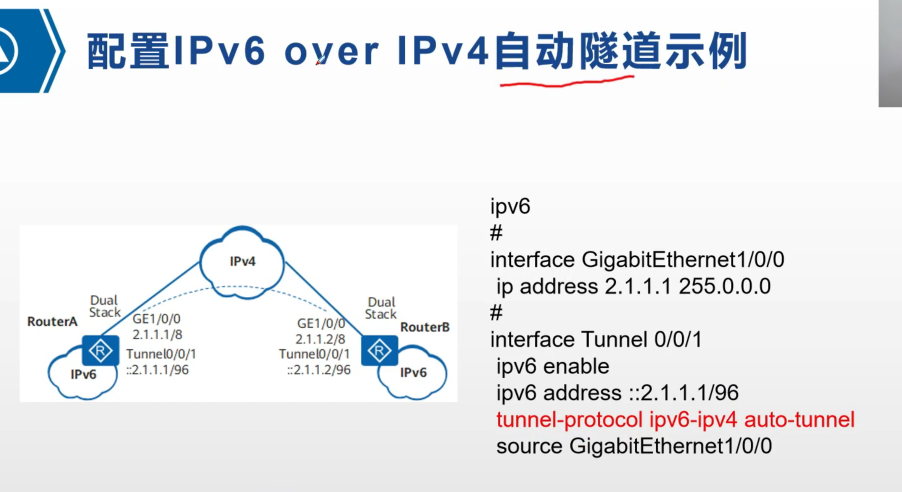 配置IPv6 over IPv4自动隧道示例
IPv4
Dual
Stack
RouterA
GE1/0/0
2.1.1.1/8
Tunnel0/0/1
::2.1.1.1/96
R
IPv6
Dual
Stack
RouterB
GE1/0/0
2.1.1.2/8
Tunnel0/0/1
::2.1.1.2/96
R
IPv6
ipv6
#
interface GigabitEthernet1/0/0
ip address 2.1.1.1 255.0.0.0
#
interface Tunnel 0/0/1
ipv6 enable
ipv6 address ::2.1.1.1/96
tunnel-protocol ipv6-ipv4 auto-tunnel
source GigabitEthernet1/0/0